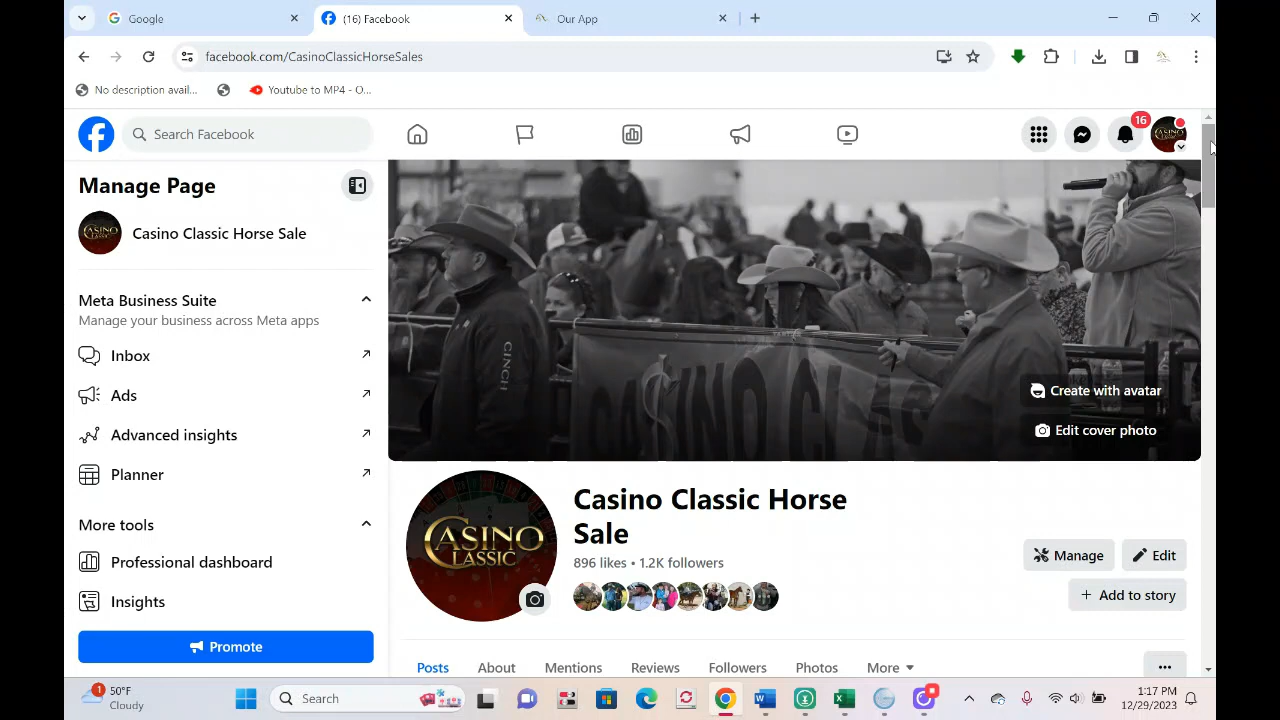 Google
(16) Facebook
Our App
facebook.com/CasinoClassicHorseSales
No description avail...
Youtube to MP4 - O...
Search Facebook
16
Manage Page
Casino Classic Horse Sale
Meta Business Suite
Manage your business across Meta apps
Inbox
Ads
Advanced insights
Planner
More tools
Professional dashboard
Insights
Promote
CINCH
CASINO CLAS
Create with avatar
Edit cover photo
CASINO
CLASSIC
Casino Classic Horse
Sale
896 likes • 1.2K followers
Manage
Edit
Add to story
Posts
About
Mentions
Reviews
Followers
Photos
More
1
50°F
Cloudy
Search
1:17 PM
12/29/2023